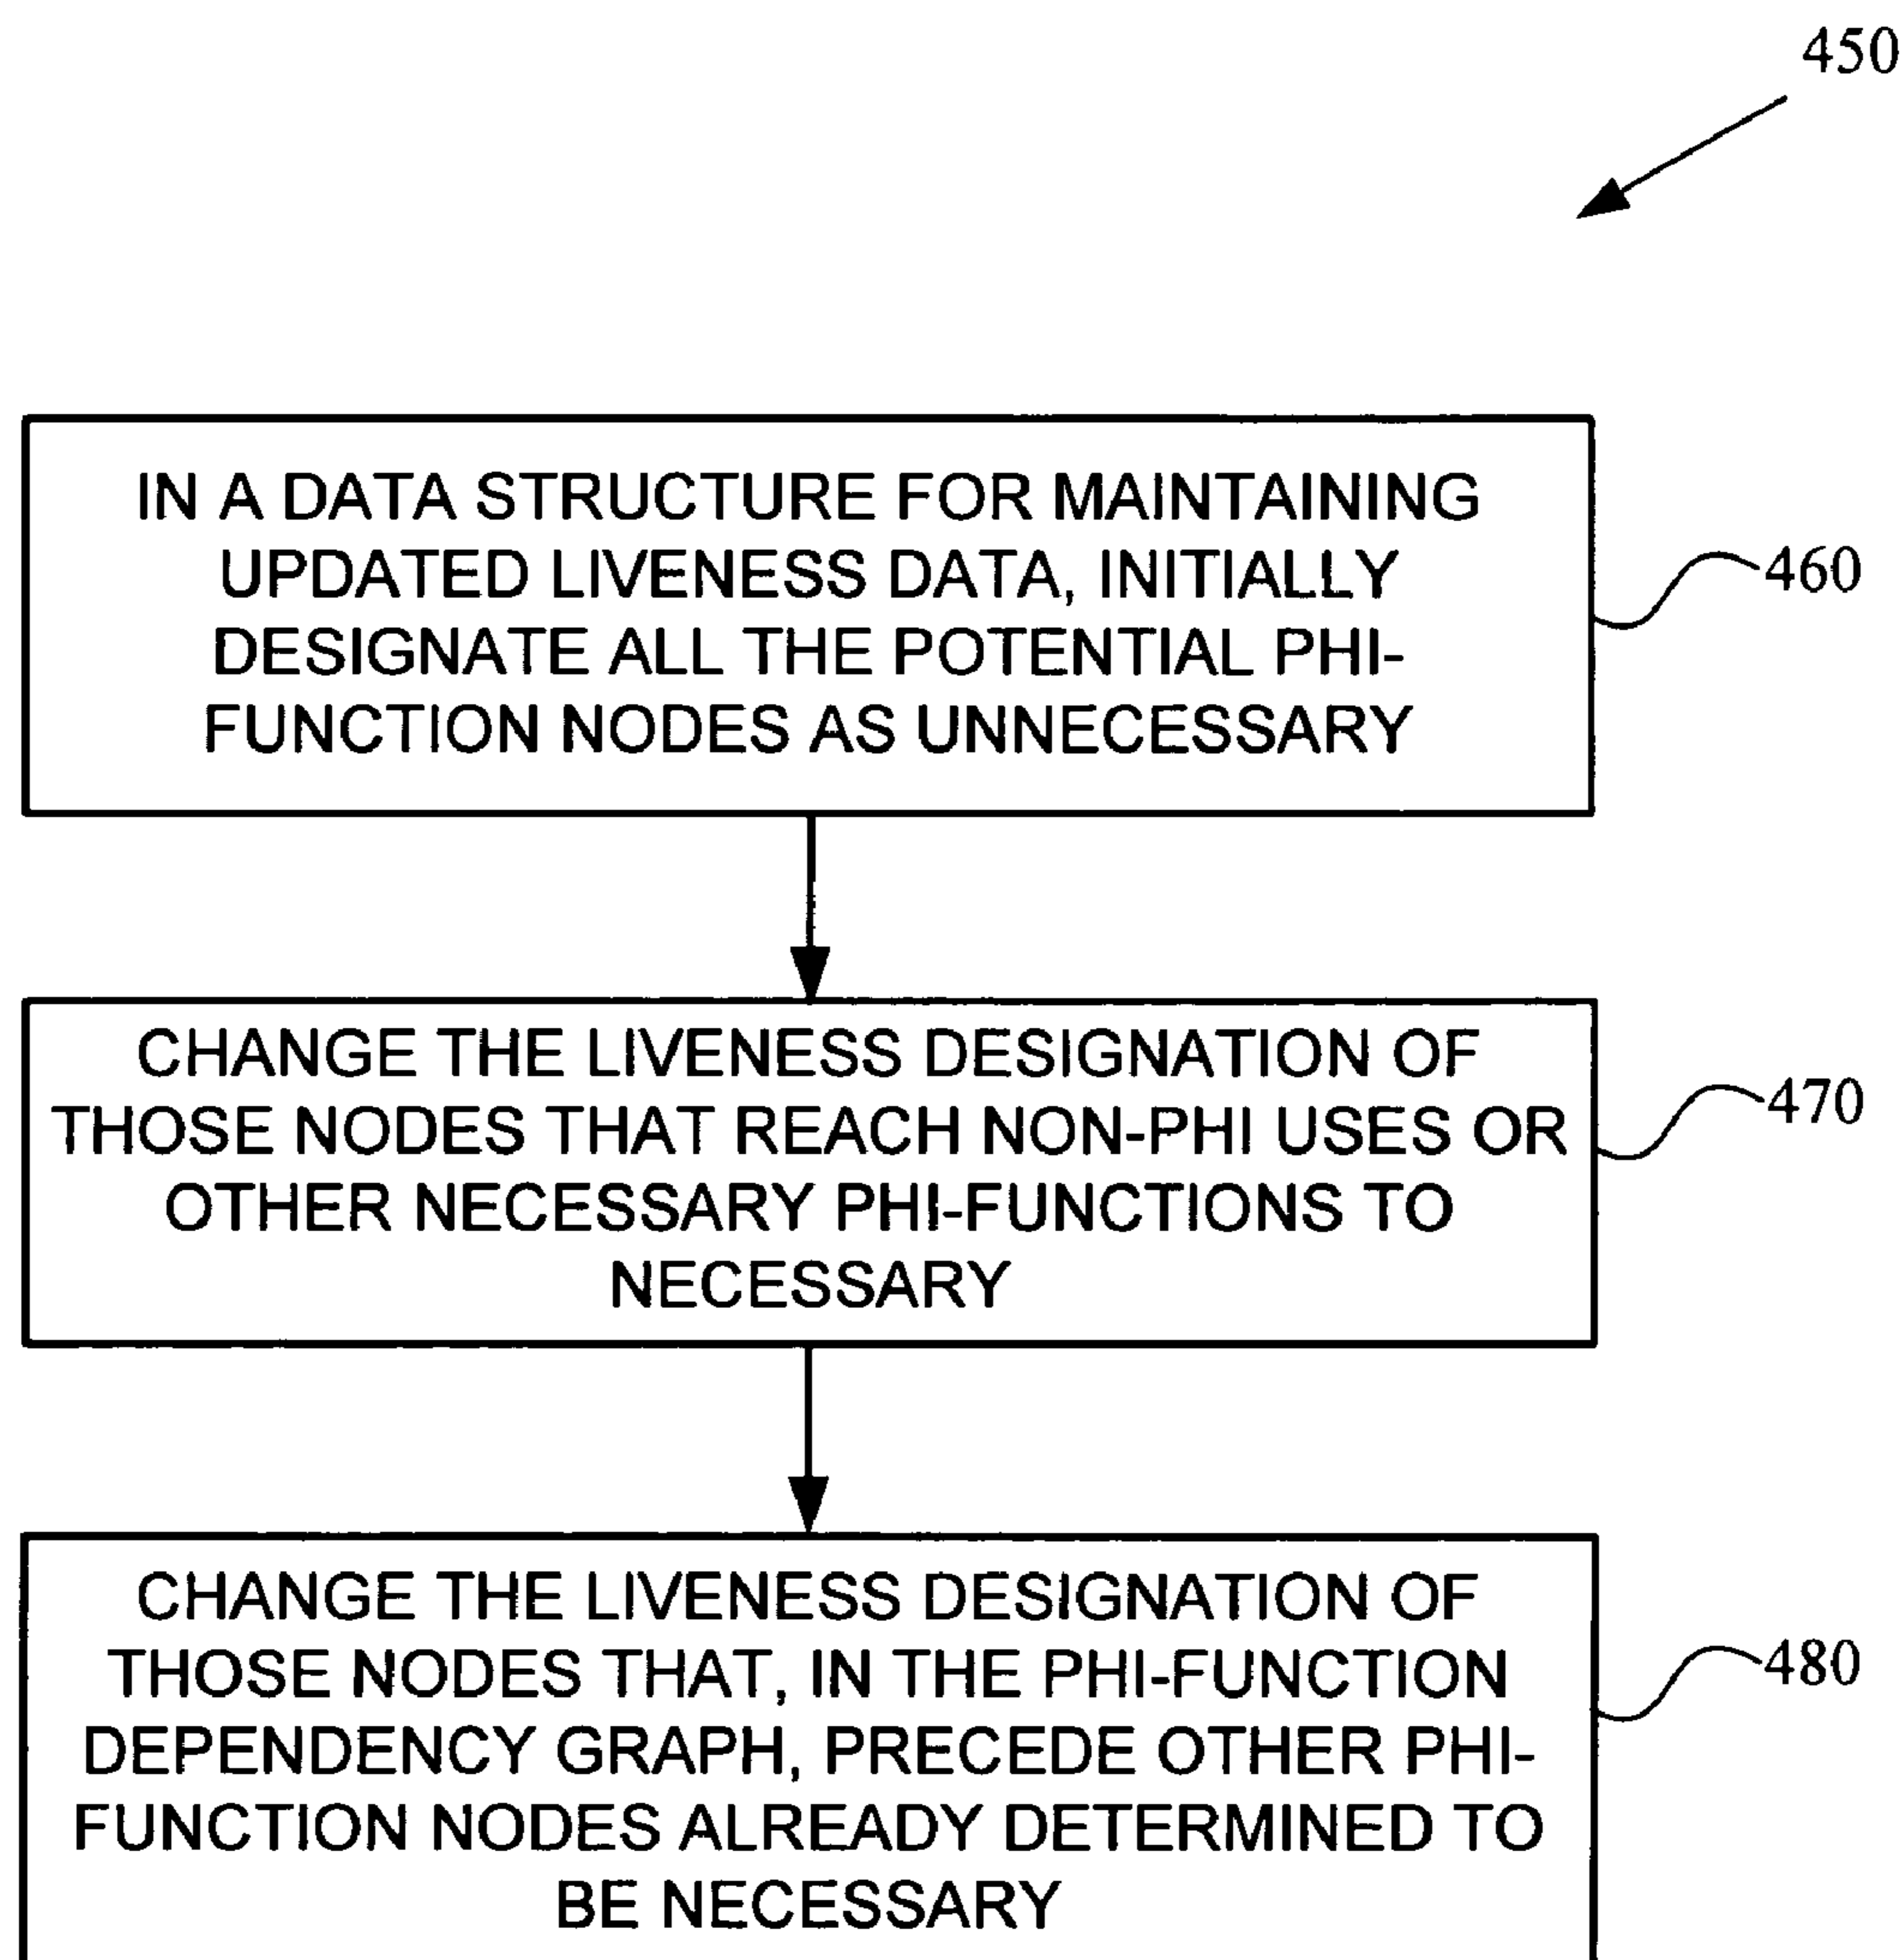 450
IN A DATA STRUCTURE FOR MAINTAINING
UPDATED LIVENESS DATA, INITIALLY
DESIGNATE ALL THE POTENTIAL PHI-
FUNCTION NODES AS UNNECESSARY
460
CHANGE THE LIVENESS DESIGNATION OF
THOSE NODES THAT REACH NON-PHI USES OR
OTHER NECESSARY PHI-FUNCTIONS TO
NECESSARY
470
CHANGE THE LIVENESS DESIGNATION OF
THOSE NODES THAT, IN THE PHI-FUNCTION
DEPENDENCY GRAPH, PRECEDE OTHER PHI-
FUNCTION NODES ALREADY DETERMINED TO
BE NECESSARY
480